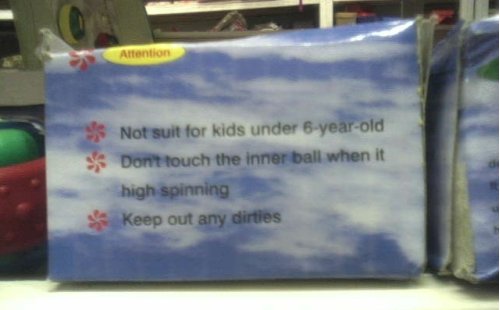 Attention
Not suit for kids under 6-year-old
Don't touch the inner ball when it
high spinning
Keep out any dirties